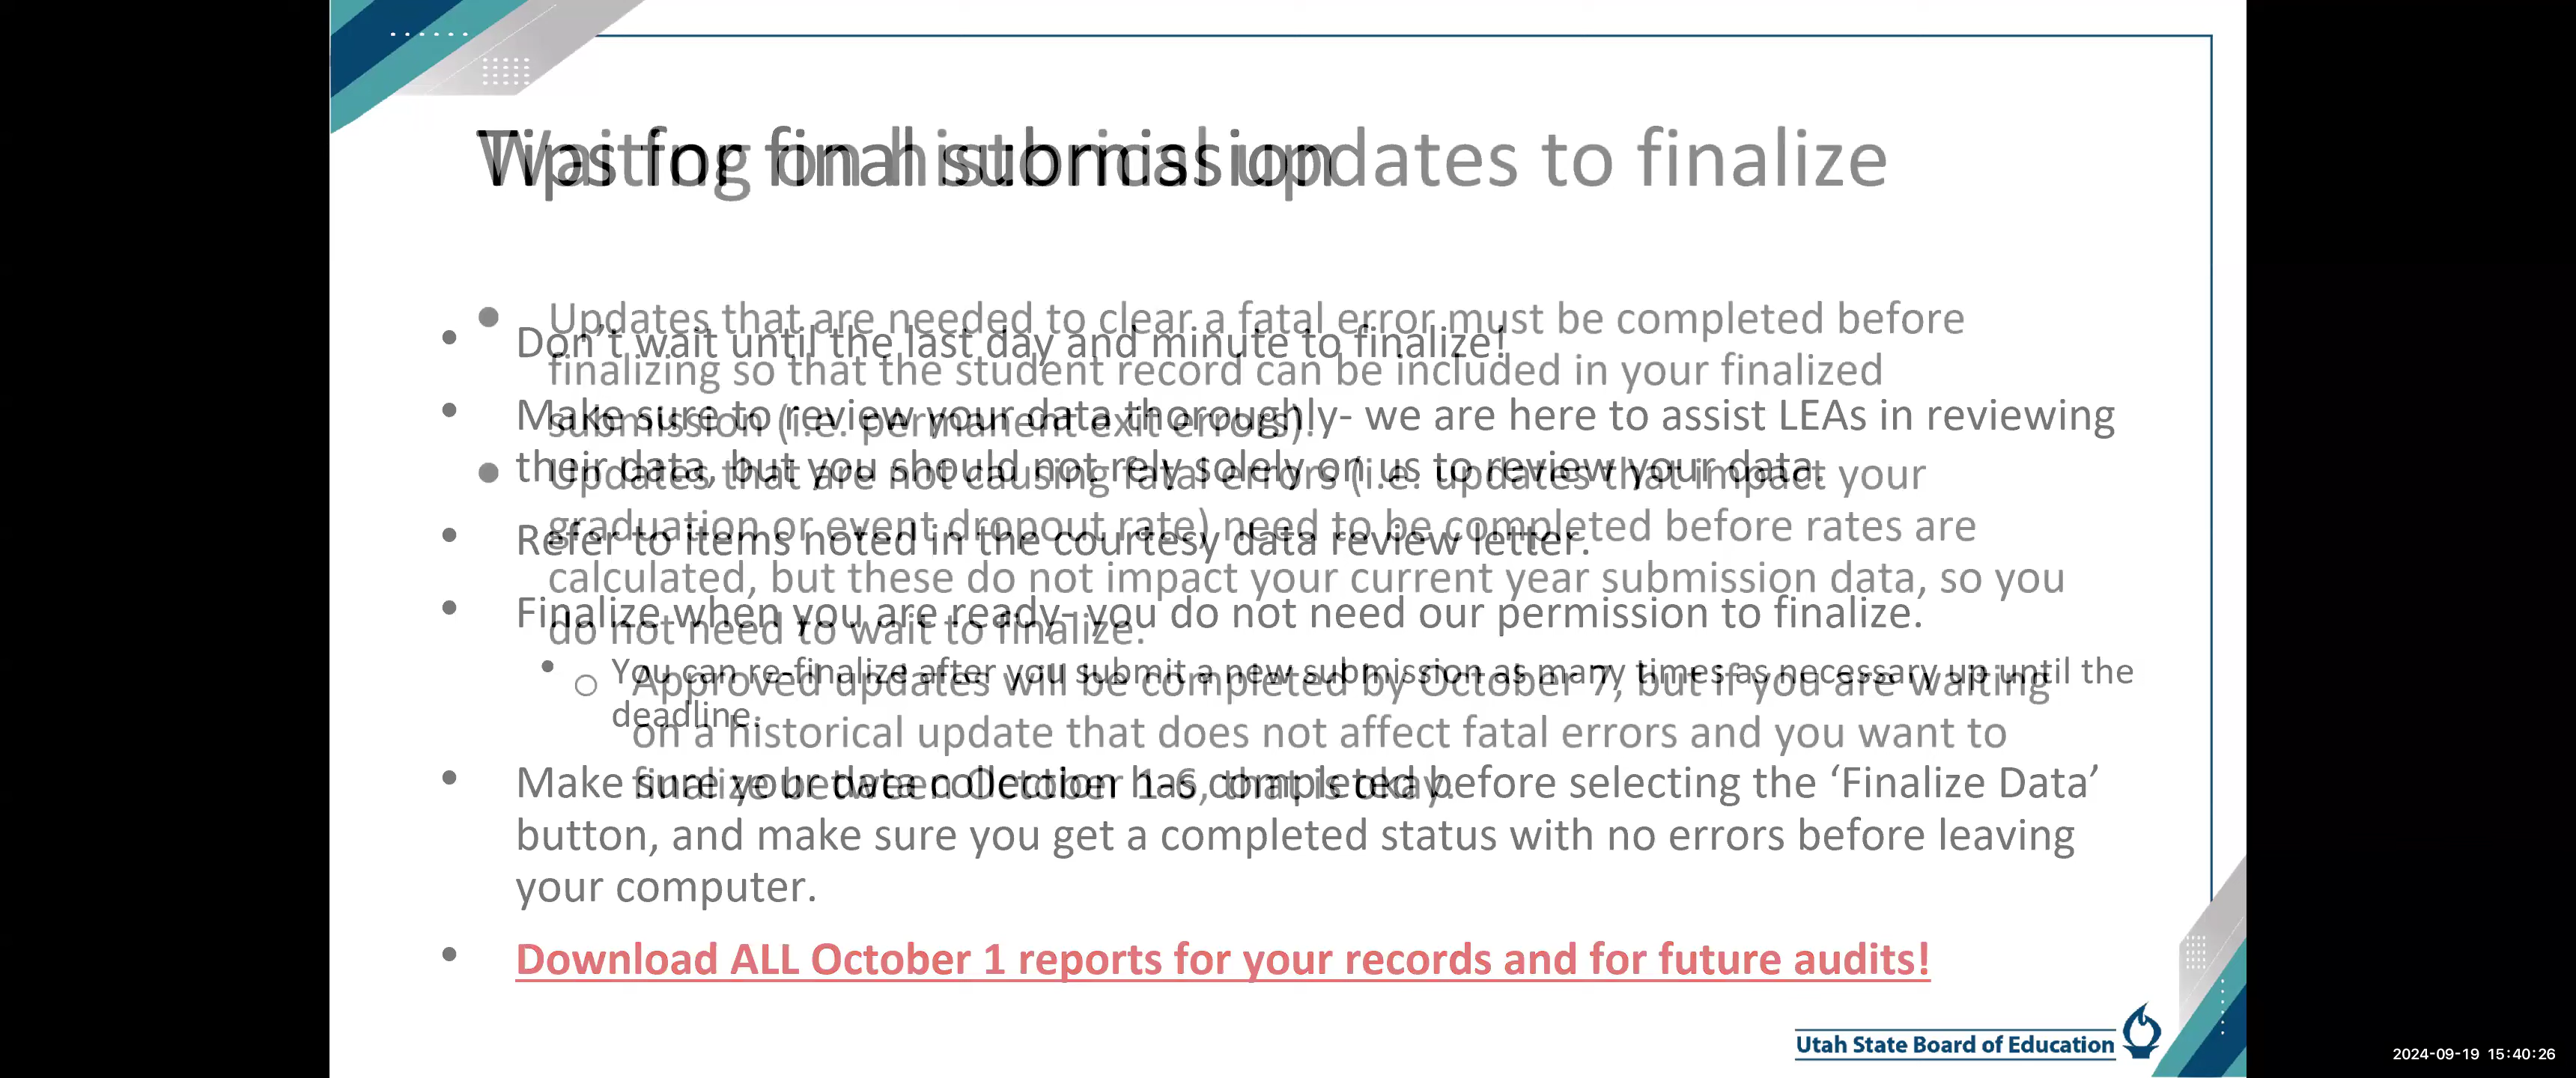 Waiting on historical updates to finalize
Updates that are needed to clear a fatal error must be completed before
finalizing so that the student record can be included in your finalized
submission (i.e. permanent exit errors).
Updates that are not causing fatal errors (i.e. updates that impact your
graduation or event dropout rate) need to be completed before rates are
calculated, but these do not impact your current year submission data, so you
do not need to wait to finalize.
Approved updates will be completed by October 7, but if you are waiting
on a historical update that does not affect fatal errors and you want to
finalize between October 1-6, that is okay.
Tips for final submission
Don’t wait until the last day and minute to finalize!
Make sure to review your data thoroughly- we are here to assist LEAs in reviewing
their data, but you should not rely solely on us to review your data.
Refer to items noted in the courtesy data review letter.
Finalize when you are ready- you do not need our permission to finalize.
You can re-finalize after you submit a new submission as many times as necessary up until the
deadline.
Make sure your data collection has completed before selecting the ‘Finalize Data’
button, and make sure you get a completed status with no errors before leaving
your computer.
Download ALL October 1 reports for your records and for future audits!
Utah State Board of Education
2024-09-19 15:40:26